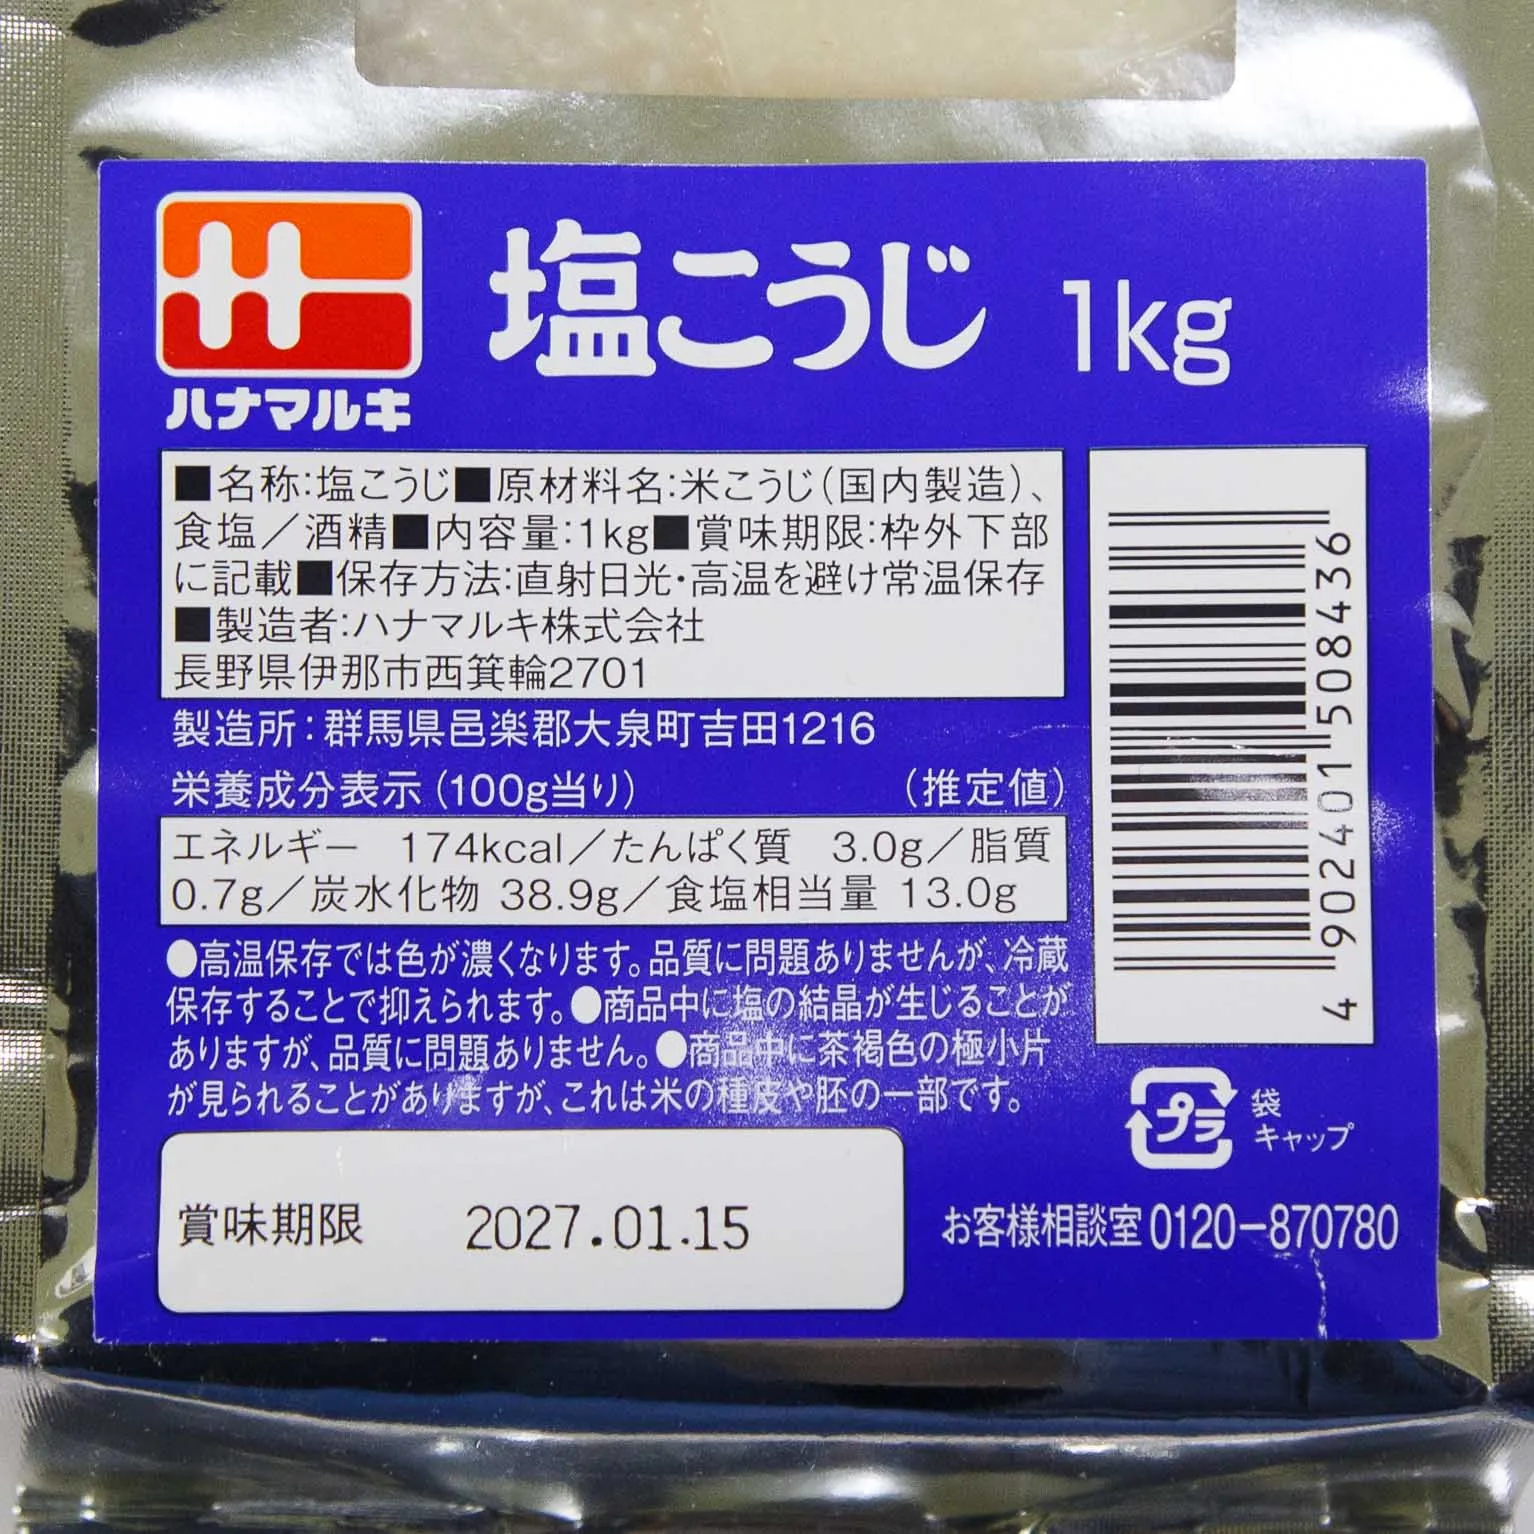 ハナマルキ
塩こうじ 1kg
■名称:塩こうじ■原材料名:米こうじ(国内製造)、
食塩/酒精■内容量:1kg■賞味期限:枠外下部
に記載■保存方法:直射日光・高温を避け常温保存
■製造者:ハナマルキ株式会社
長野県伊那市西箕輪2701
製造所:群馬県邑楽郡大泉町吉田1216
栄養成分表示(100g当り) (推定値)
エネルギー 174kcal/たんぱく質 3.0g/脂質
0.7g/炭水化物 38.9g/食塩相当量 13.0g
●高温保存では色が濃くなります。品質に問題ありませんが、冷蔵
保存することで抑えられます。●商品中に塩の結晶が生じることが
ありますが、品質に問題ありません。●商品中に茶褐色の極小片
が見られることがありますが、これは米の種皮や胚の一部です。
賞味期限 2027.01.15
4 902401 508436
プラ
袋
キャップ
お客様相談室0120-870780